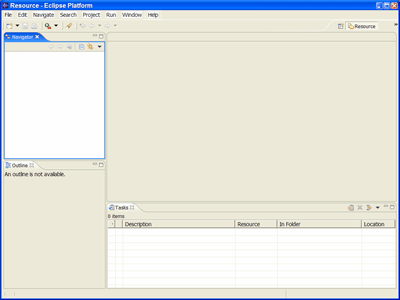 Resource - Eclipse Platform
File Edit Navigate Search Project Run Window Help
Resource
Navigator
Outline
An outline is not available.
Tasks
0 items
Description Resource In Folder Location